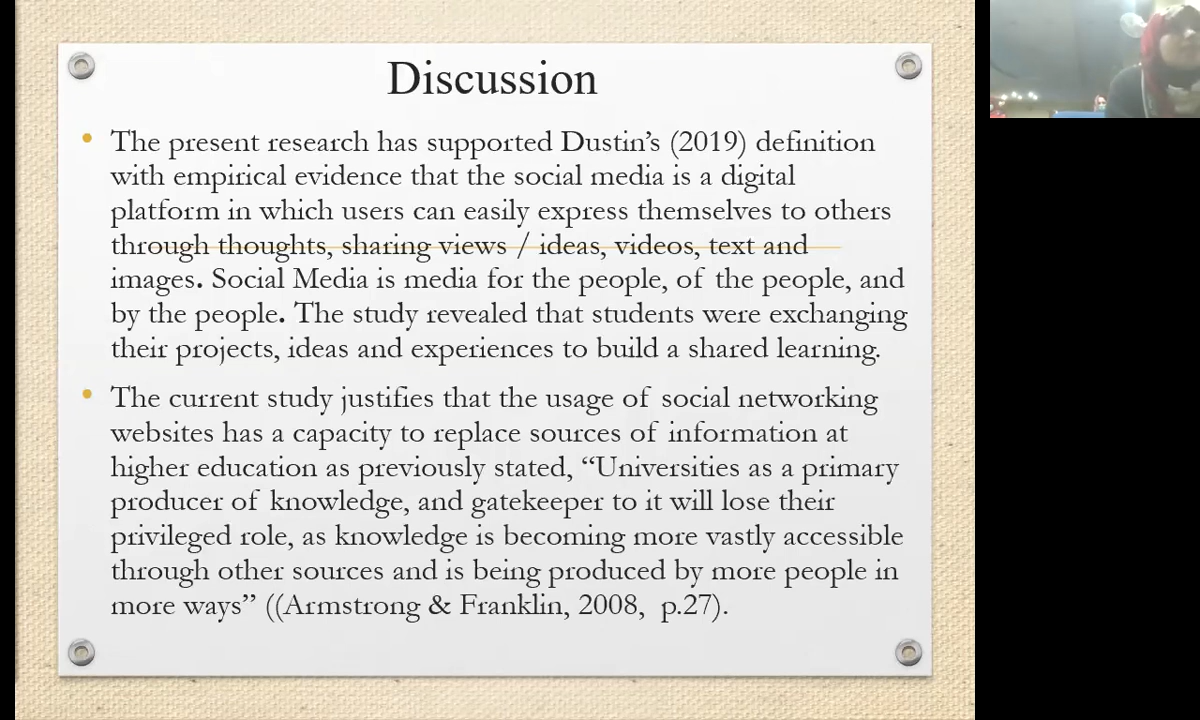 Discussion
The present research has supported Dustin’s (2019) definition
with empirical evidence that the social media is a digital
platform in which users can easily express themselves to others
through thoughts, sharing views / ideas, videos, text and
images. Social Media is media for the people, of the people, and
by the people. The study revealed that students were exchanging
their projects, ideas and experiences to build a shared learning.
The current study justifies that the usage of social networking
websites has a capacity to replace sources of information at
higher education as previously stated, “Universities as a primary
producer of knowledge, and gatekeeper to it will lose their
privileged role, as knowledge is becoming more vastly accessible
through other sources and is being produced by more people in
more ways” ((Armstrong & Franklin, 2008, p.27).